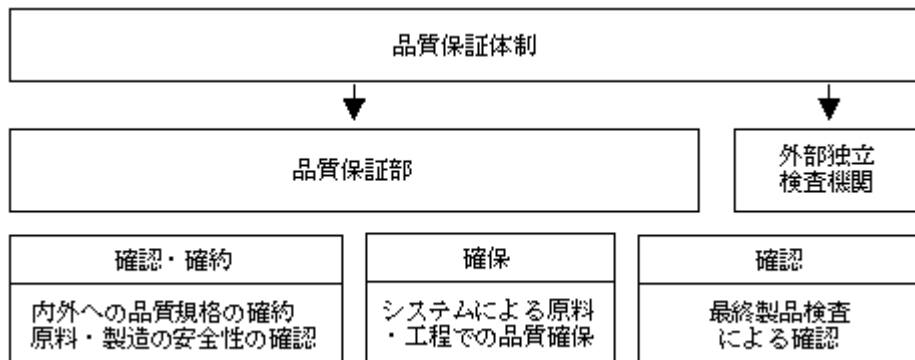 品質保証体制
品質保証部
外部独立
検査機関
確認・確約
内外への品質規格の確約
原料・製造の安全性の確認
確保
システムによる原料
・工程での品質確保
確認
最終製品検査
による確認